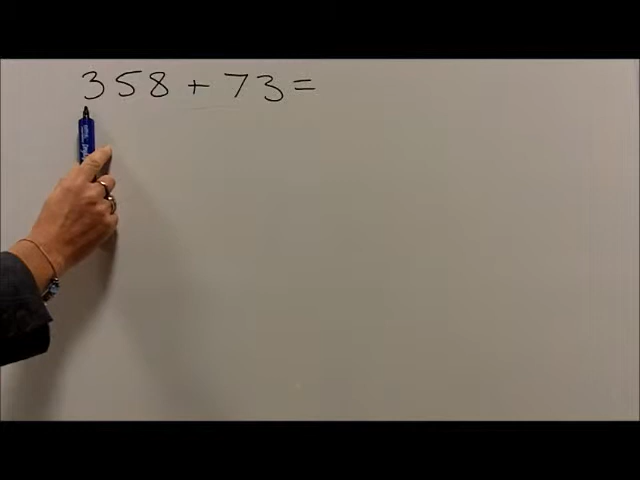 358 + 73 =